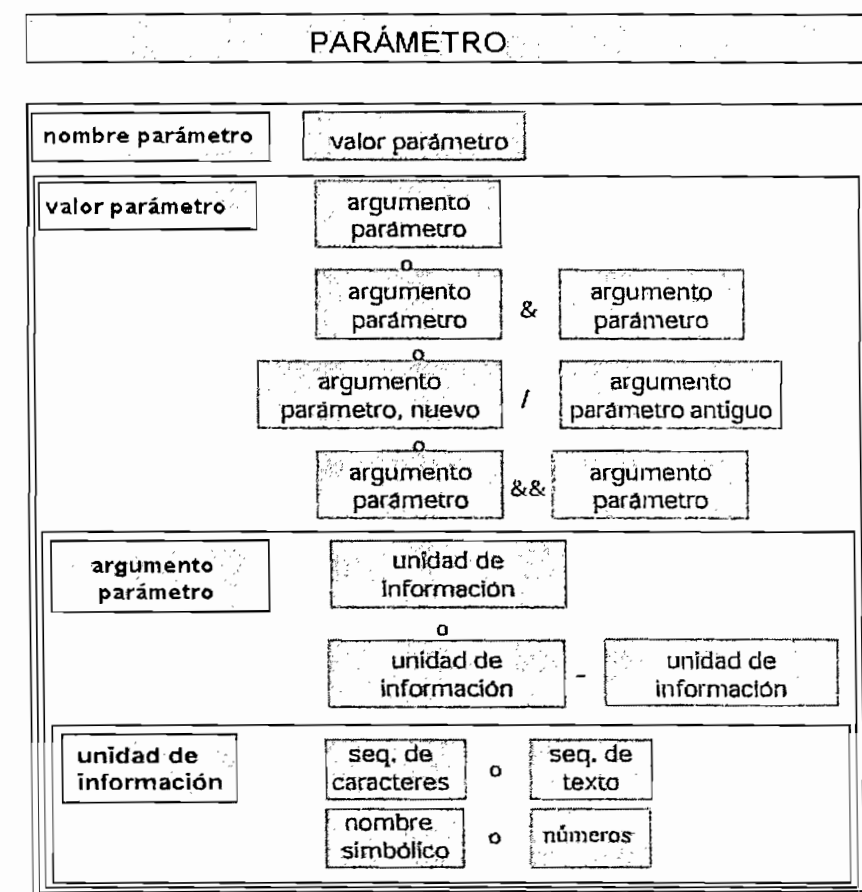 PARÁMETRO
nombre parámetro valor parámetro
valor parámetro argumento
parámetro
o
argumento
parámetro & argumento
parámetro
o
argumento
parámetro, nuevo / argumento
parámetro antiguo
o
argumento
parámetro && argumento
parámetro
argumento
parámetro
unidad de
información
o
unidad de
información - unidad de
información
unidad de
información
seq. de
caracteres o seq. de
texto
nombre
simbólico o números